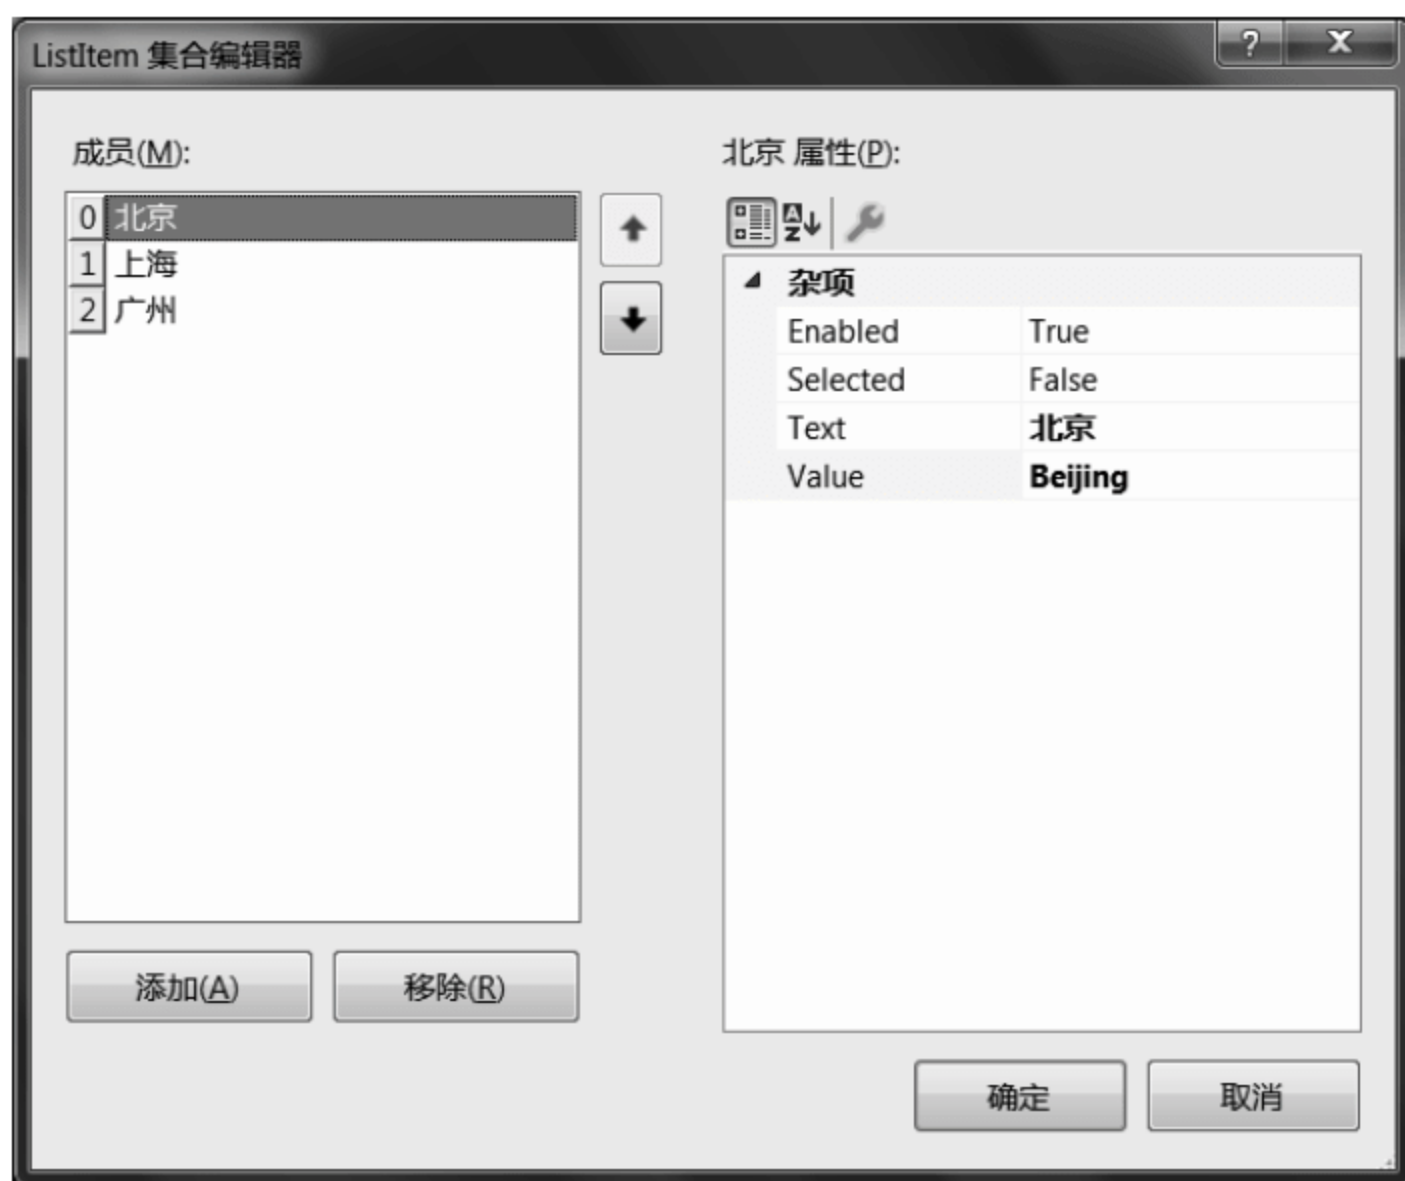 ListItem 集合编辑器
?
X
成员(M):
0 北京
1 上海
2 广州
添加(A)
移除(R)
北京 属性(P):
A
Z
杂项
Enabled True
Selected False
Text 北京
Value Beijing
确定
取消